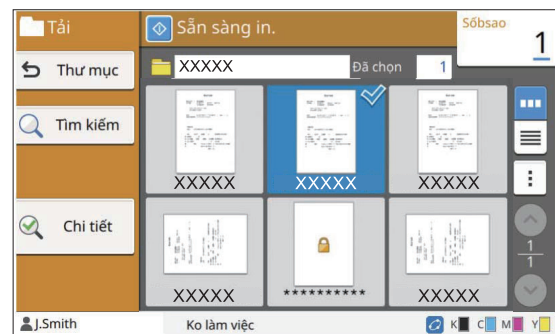 Tải
Sẵn sàng in.
Sốbsao
1
Thư mục
XXXXX
Đã chọn
1
Tìm kiếm
XXXXX
XXXXX
XXXXX
Chi tiết
1
1
XXXXX
**********
XXXXX
J.Smith
Ko làm việc
K
C
M
Y